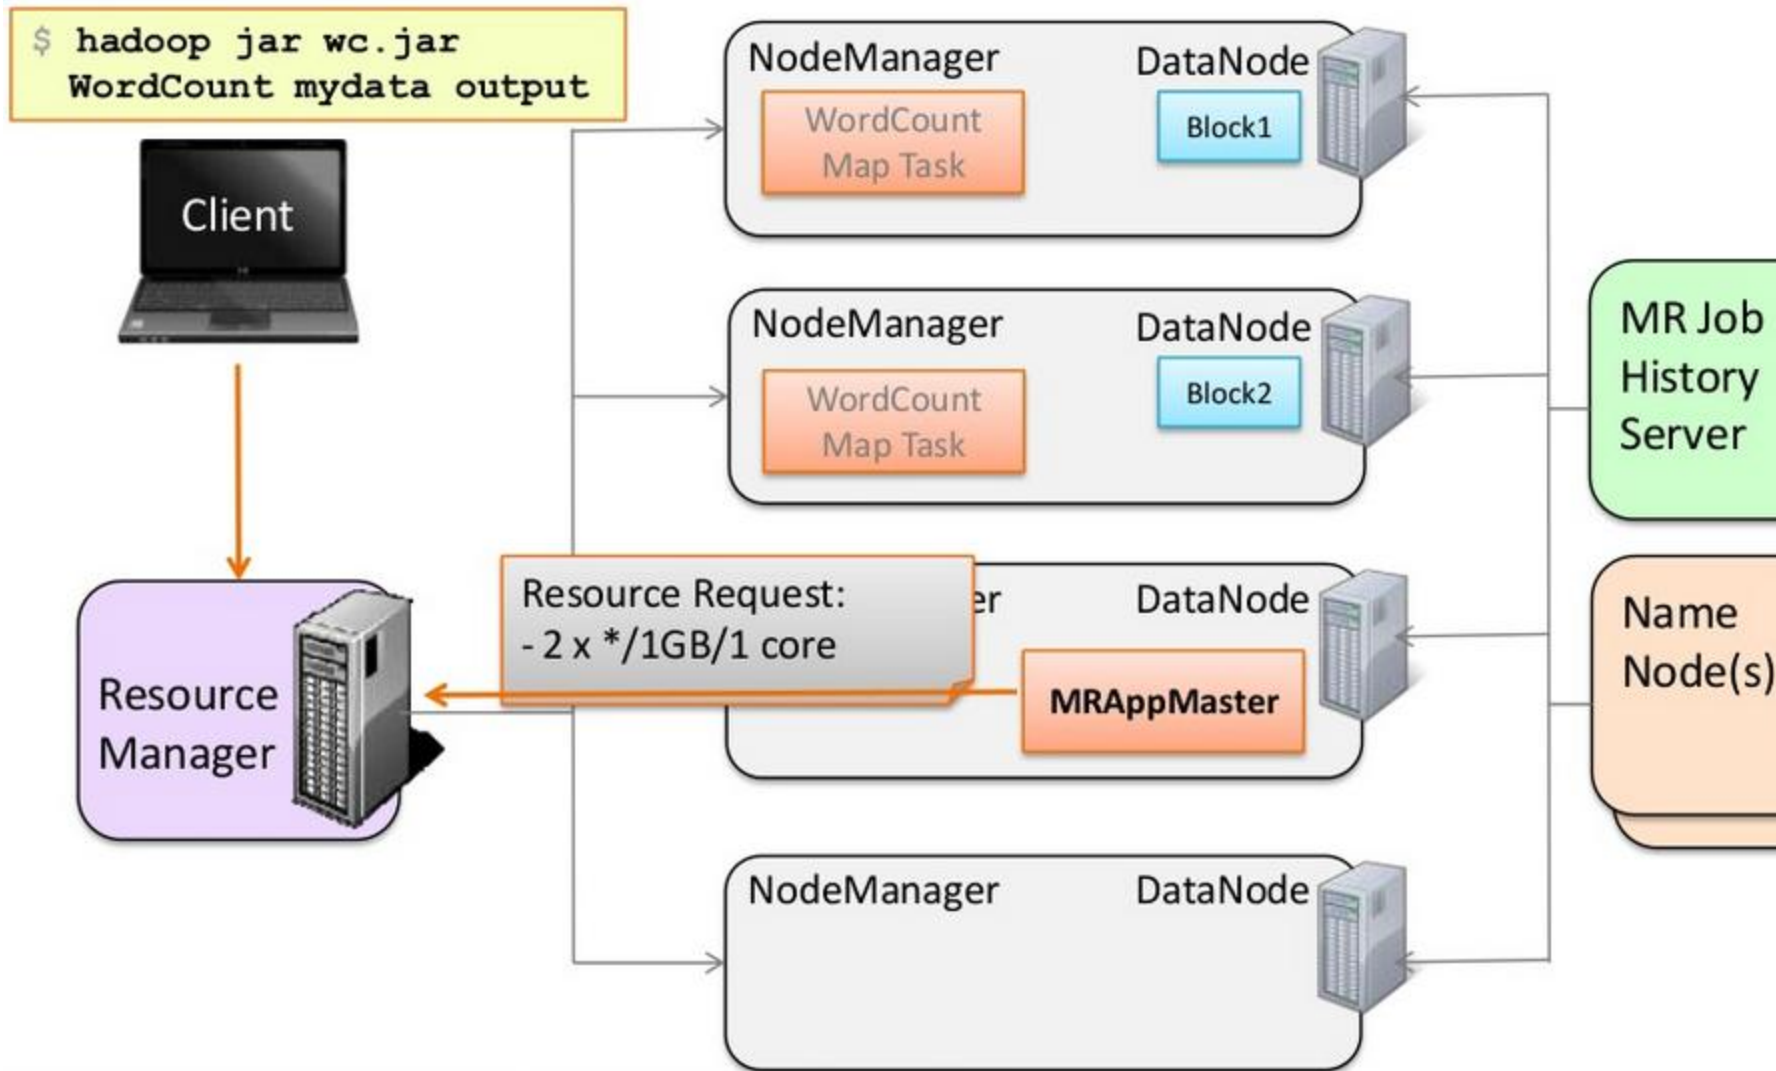 $ hadoop jar wc.jar
WordCount mydata output
Client
Resource
Manager
NodeManager
DataNode
WordCount
Map Task
Block1
NodeManager
DataNode
WordCount
Map Task
Block2
Resource Request:
- 2 x */1GB/1 core
er
DataNode
MRAppMaster
NodeManager
DataNode
MR Job
History
Server
Name
Node(s)